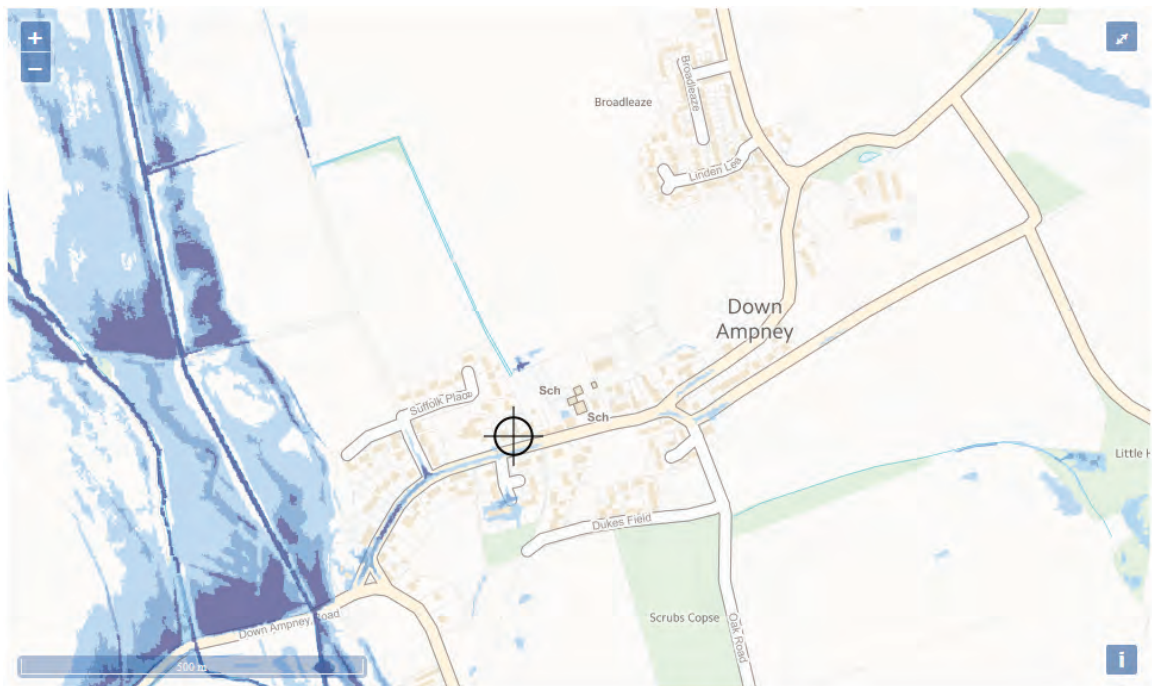 +
−
Broadleaze
Broadleaze
Linden Lea
Down
Ampney
Suffolk Place
Sch
Sch
Little
Dukes Field
Scrubs Copse
Oak Road
Down Ampney Road
500 m
i